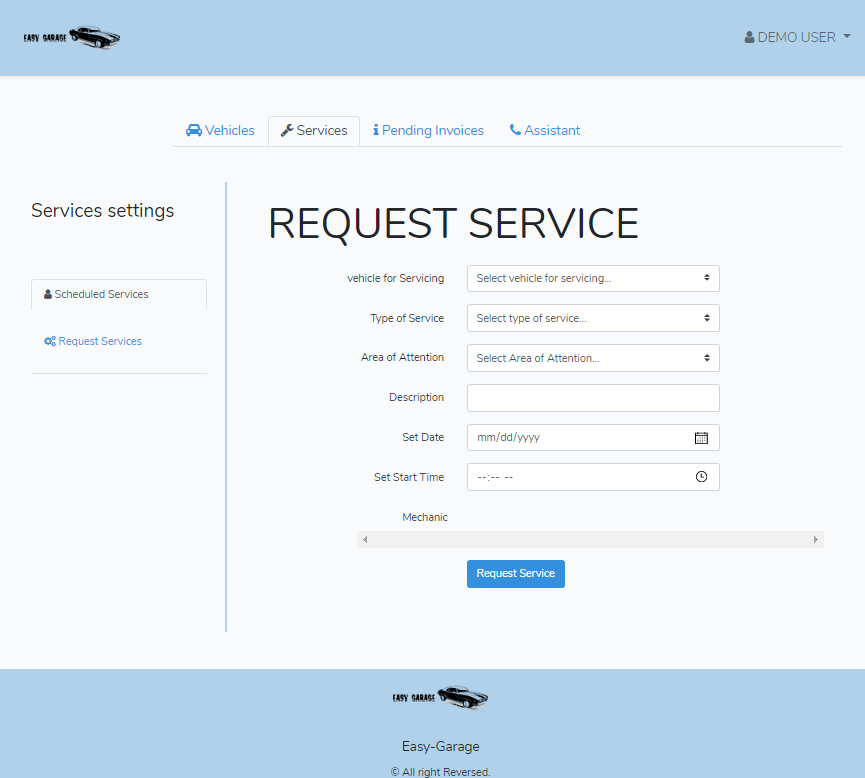 EASY GARAGE
DEMO USER
Vehicles
Services
Pending Invoices
Assistant
Services settings
Scheduled Services
Request Services
REQUEST SERVICE
vehicle for Servicing
Select vehicle for servicing...
Type of Service
Select type of service...
Area of Attention
Select Area of Attention...
Description
Set Date
mm/dd/yyyy
Set Start Time
--:-- --
Mechanic
Request Service
EASY GARAGE
Easy-Garage
© All right Reversed.